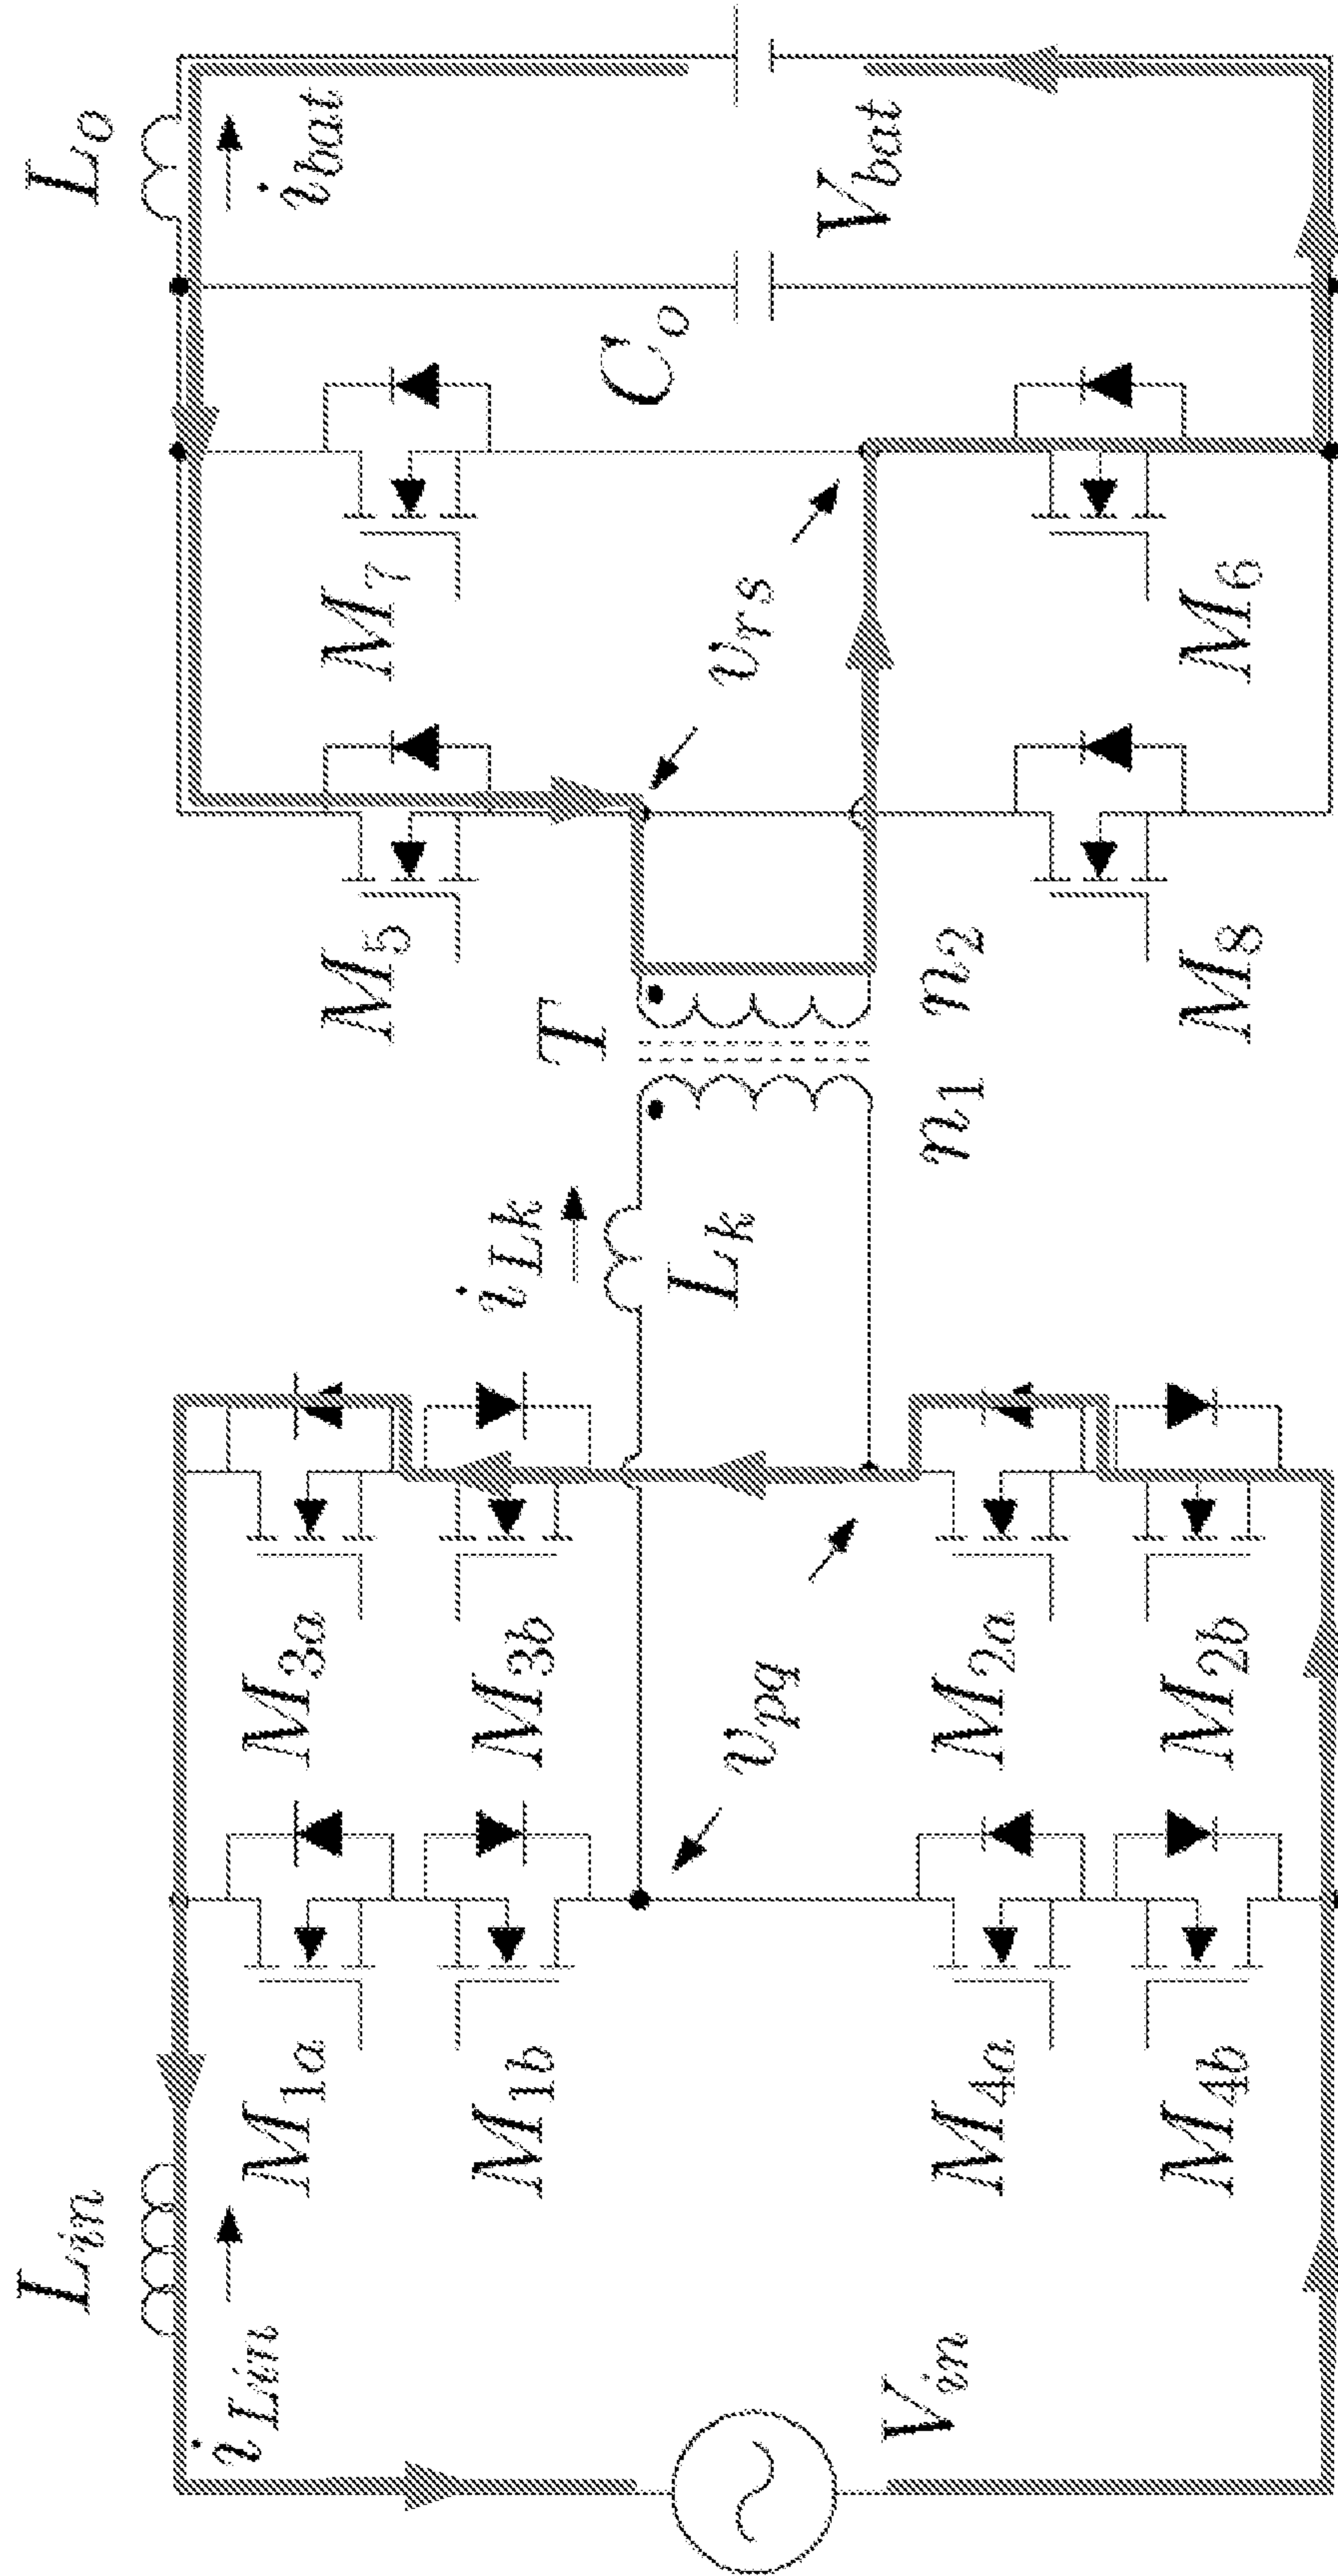 L_in
i_Lin
V_in
M_1a
M_1b
M_4a
M_4b
M_3a
M_3b
v_pq
M_2a
M_2b
i_Lk
L_k
T
n_1 n_2
M_5
M_8
M_7
v_rs
M_6
C_o
L_o
i_bat
V_bat